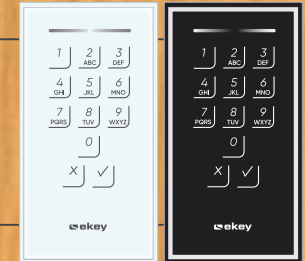 1 2 3
ABC DEF
4 5 6
GHI JKL MNO
7 8 9
PQRS TUV WXYZ
0
X ✓
ekey
1 2 3
ABC DEF
4 5 6
GHI JKL MNO
7 8 9
PQRS TUV WXYZ
0
X ✓
ekey